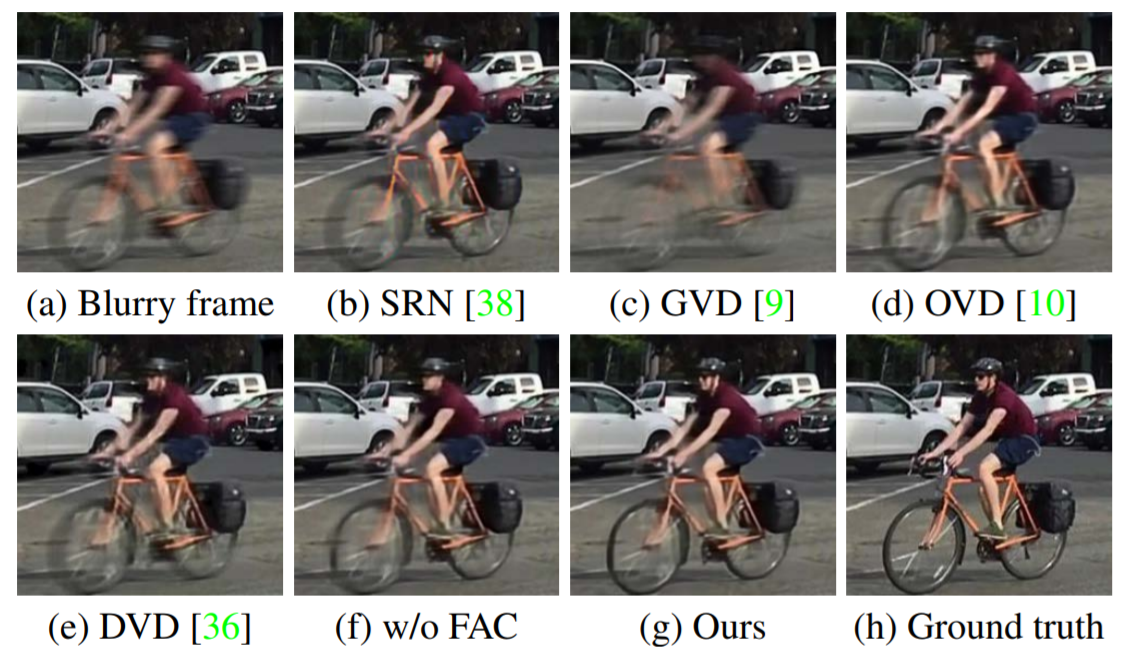 (a) Blurry frame (b) SRN [38] (c) GVD [9] (d) OVD [10]
(e) DVD [36] (f) w/o FAC (g) Ours (h) Ground truth